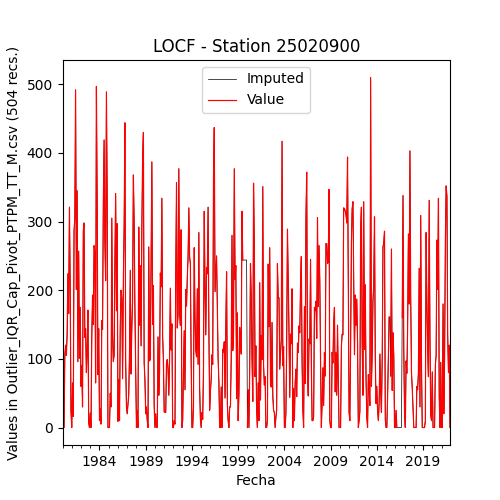 LOCF - Station 25020900
Values in Outlier_IQR_Cap_Pivot_PTPM_TT_M.csv (504 recs.)
500
400
300
200
100
0
Imputed
Value
1984 1989 1994 1999 2004 2009 2014 2019
Fecha